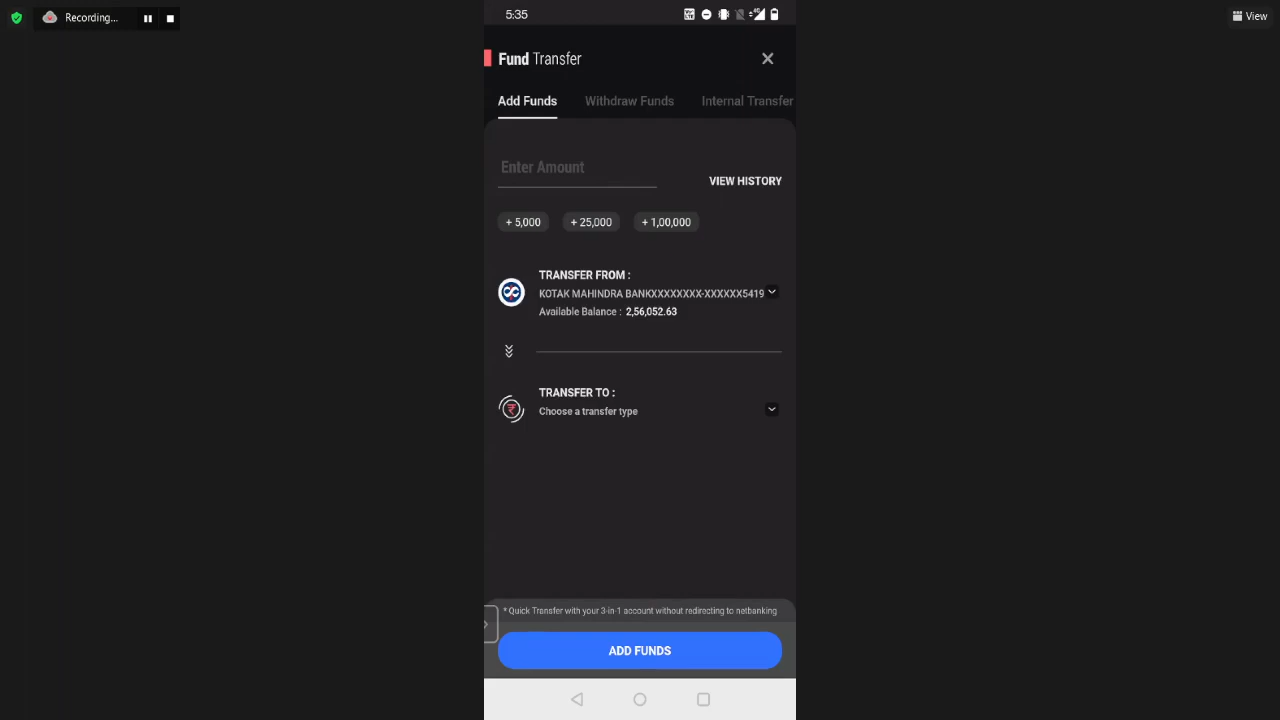 Recording...
View
5:35
Fund Transfer
Add Funds Withdraw Funds Internal Transfer
Enter Amount
VIEW HISTORY
+ 5,000 + 25,000 + 1,00,000
TRANSFER FROM :
KOTAK MAHINDRA BANKXXXXXXXX-XXXXXX5419
Available Balance : 2,56,052.63
TRANSFER TO :
Choose a transfer type
* Quick Transfer with your 3-in-1 account without redirecting to netbanking
ADD FUNDS